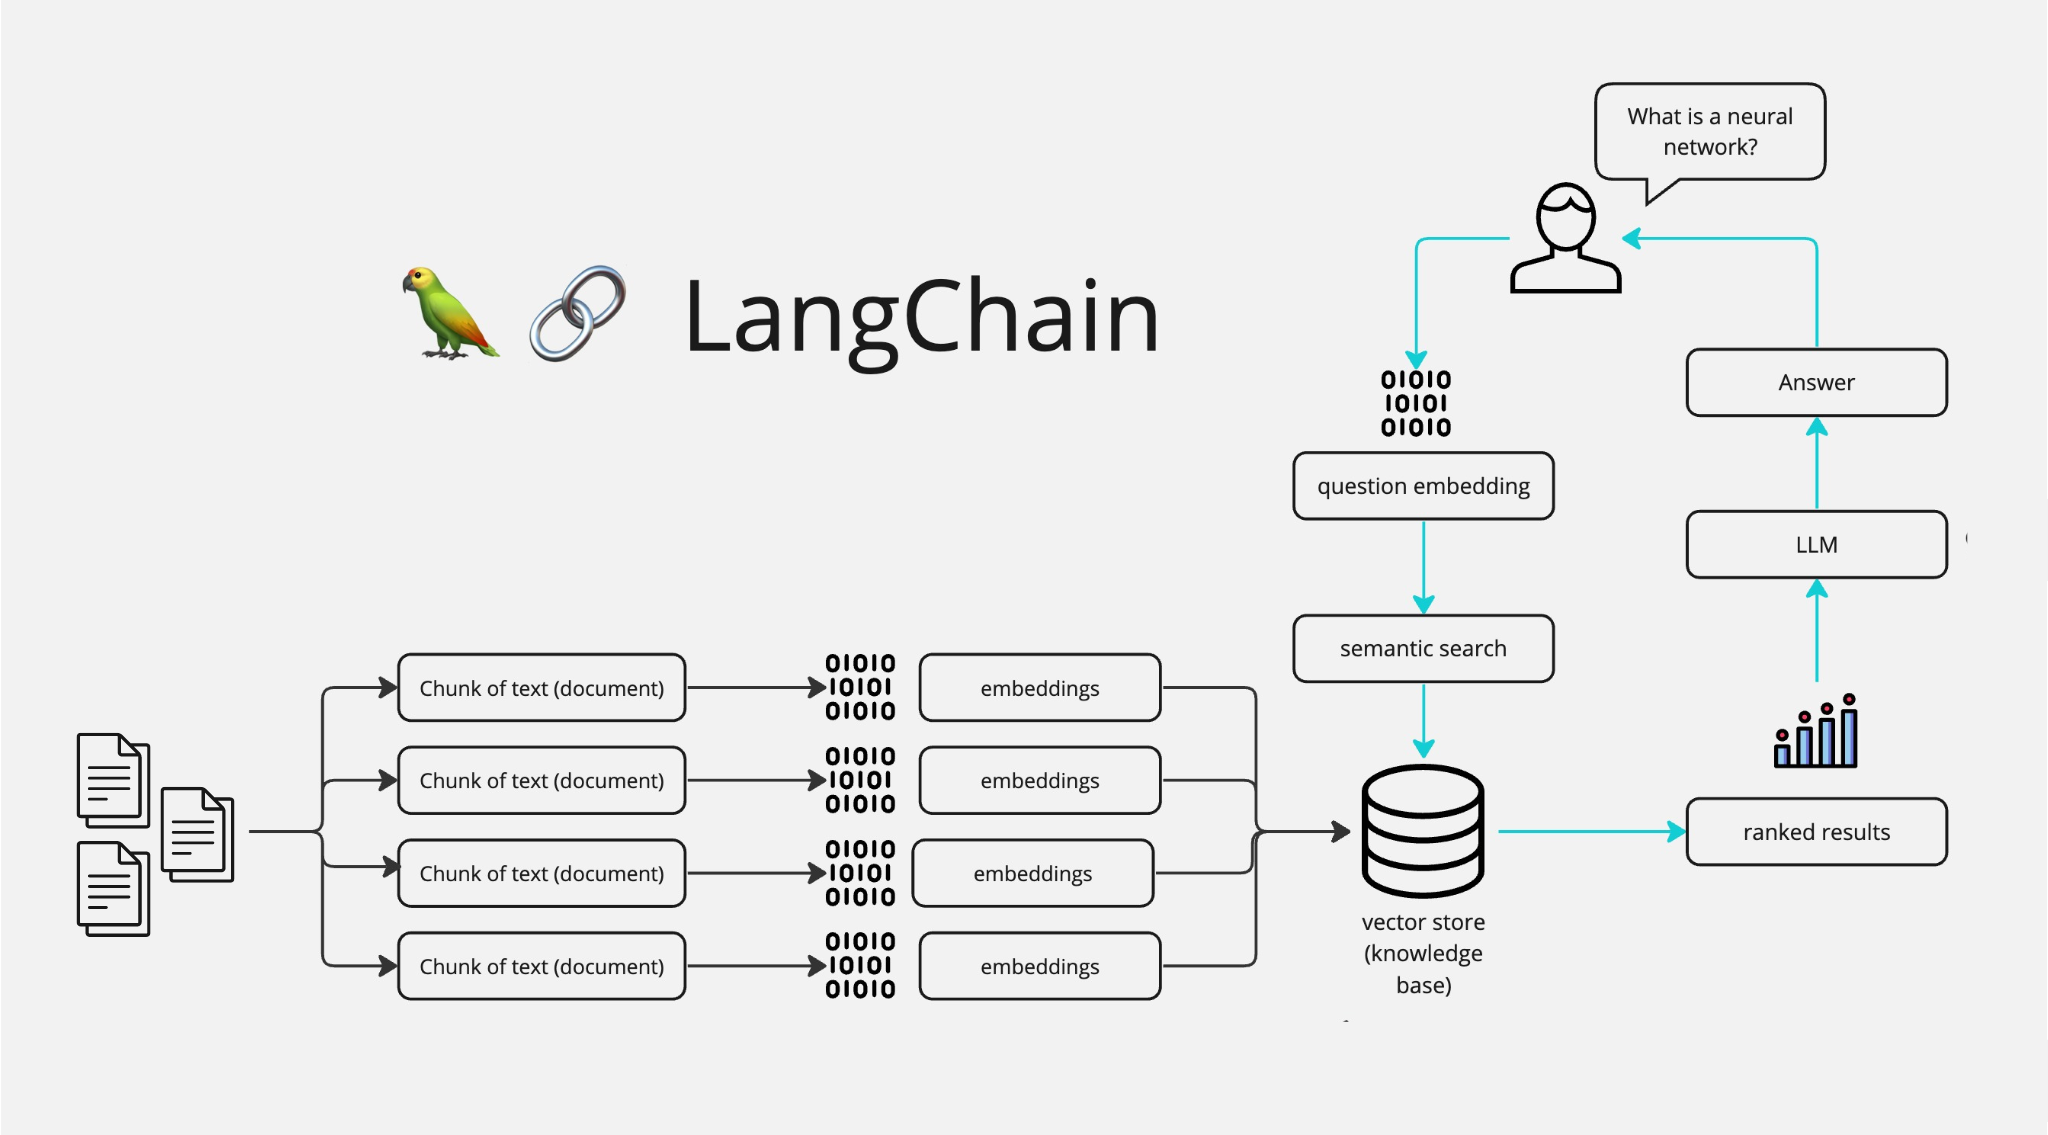 What is a neural
network?
LangChain
01010
10101
01010
Answer
question embedding
LLM
semantic search
Chunk of text (document)
01010
10101
01010
embeddings
Chunk of text (document)
01010
10101
01010
embeddings
Chunk of text (document)
01010
10101
01010
embeddings
Chunk of text (document)
01010
10101
01010
embeddings
ranked results
vector store
(knowledge
base)